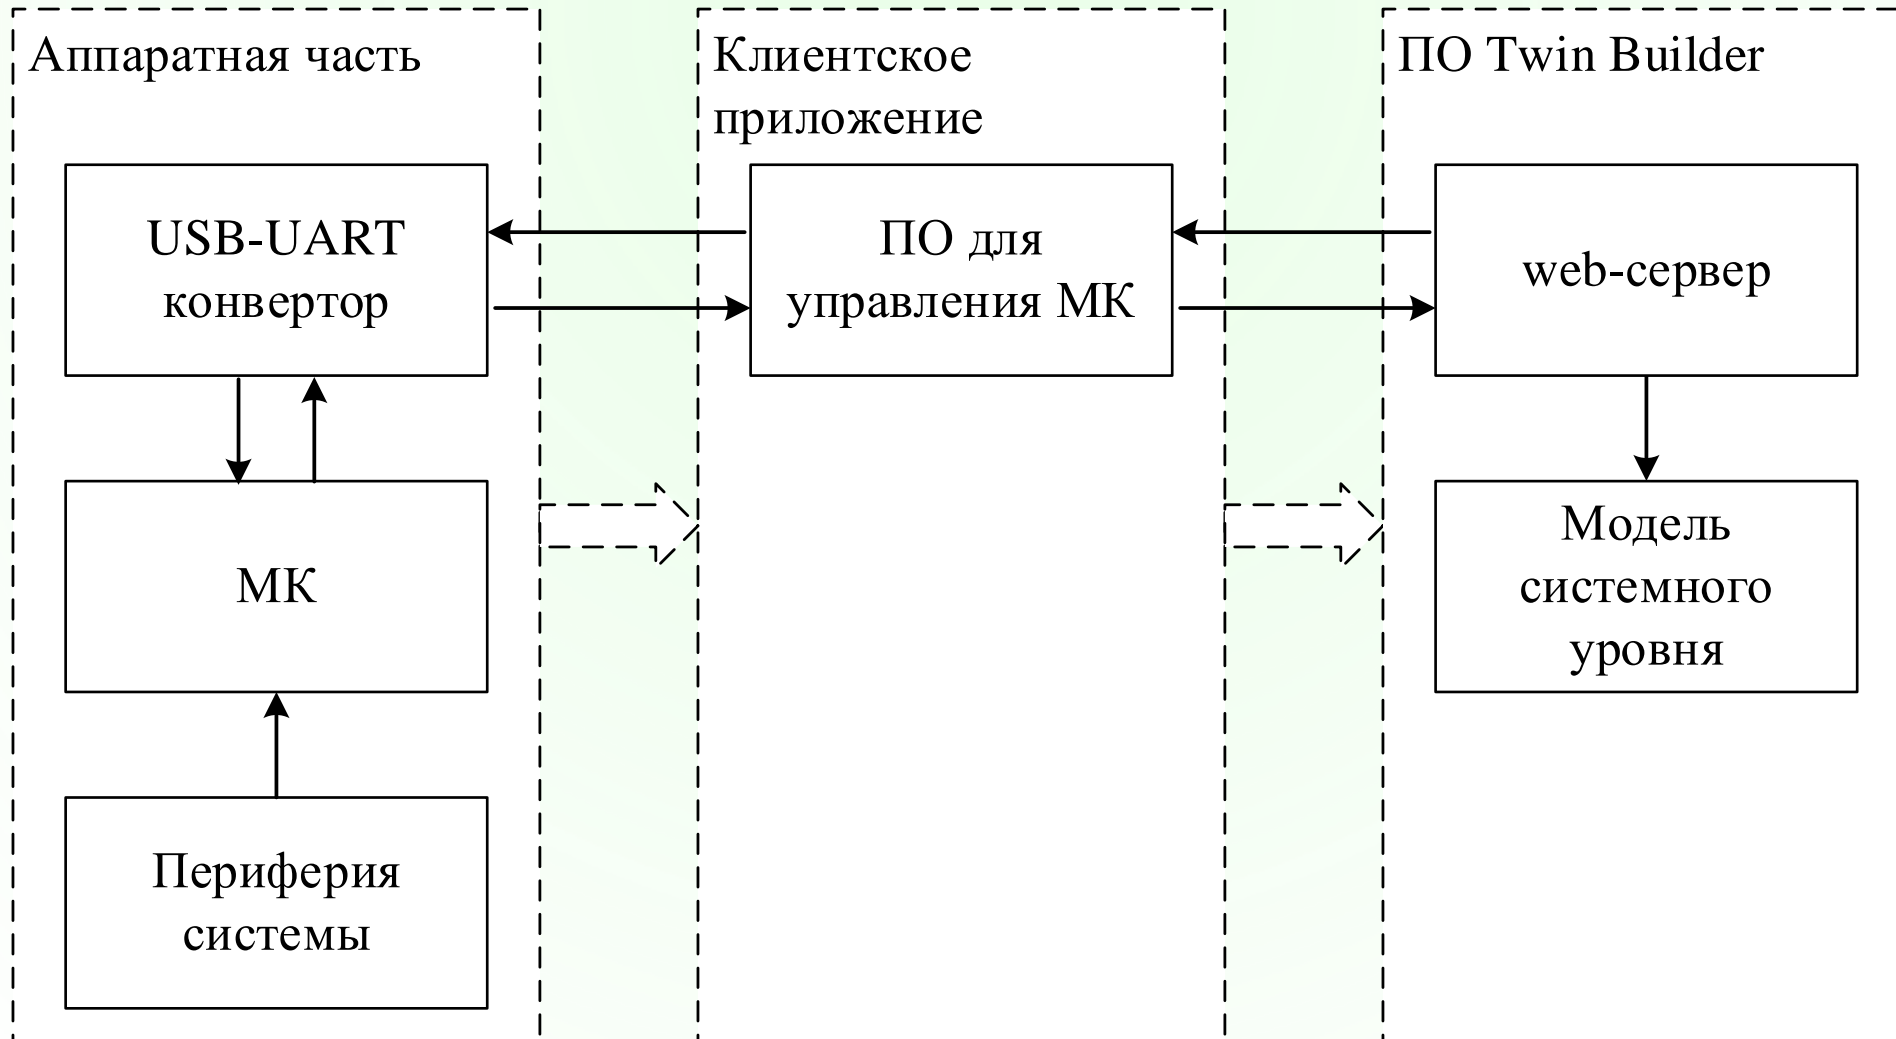 Аппаратная часть
USB-UART
конвертор
МК
Периферия
системы
Клиентское
приложение
ПО для
управления МК
ПО Twin Builder
web-сервер
Модель
системного
уровня